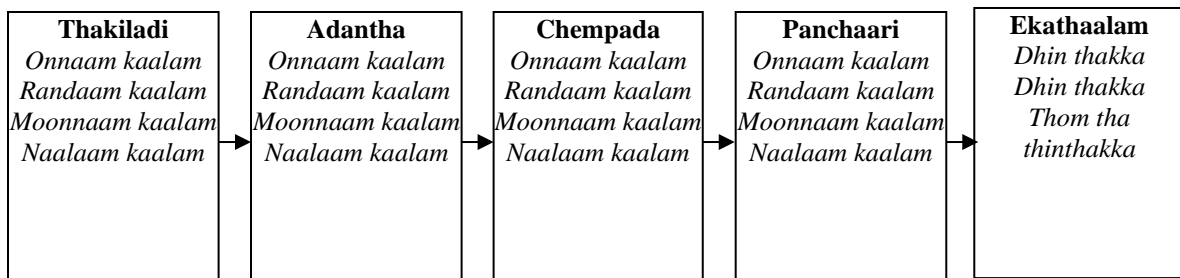 Thakiladi
Onnaam kaalam
Randaam kaalam
Moonnaam kaalam
Naalaam kaalam
Adantha
Onnaam kaalam
Randaam kaalam
Moonnaam kaalam
Naalaam kaalam
Chempada
Onnaam kaalam
Randaam kaalam
Moonnaam kaalam
Naalaam kaalam
Panchaari
Onnaam kaalam
Randaam kaalam
Moonnaam kaalam
Naalaam kaalam
Ekathaalam
Dhin thakka
Dhin thakka
Thom tha
thinthakka